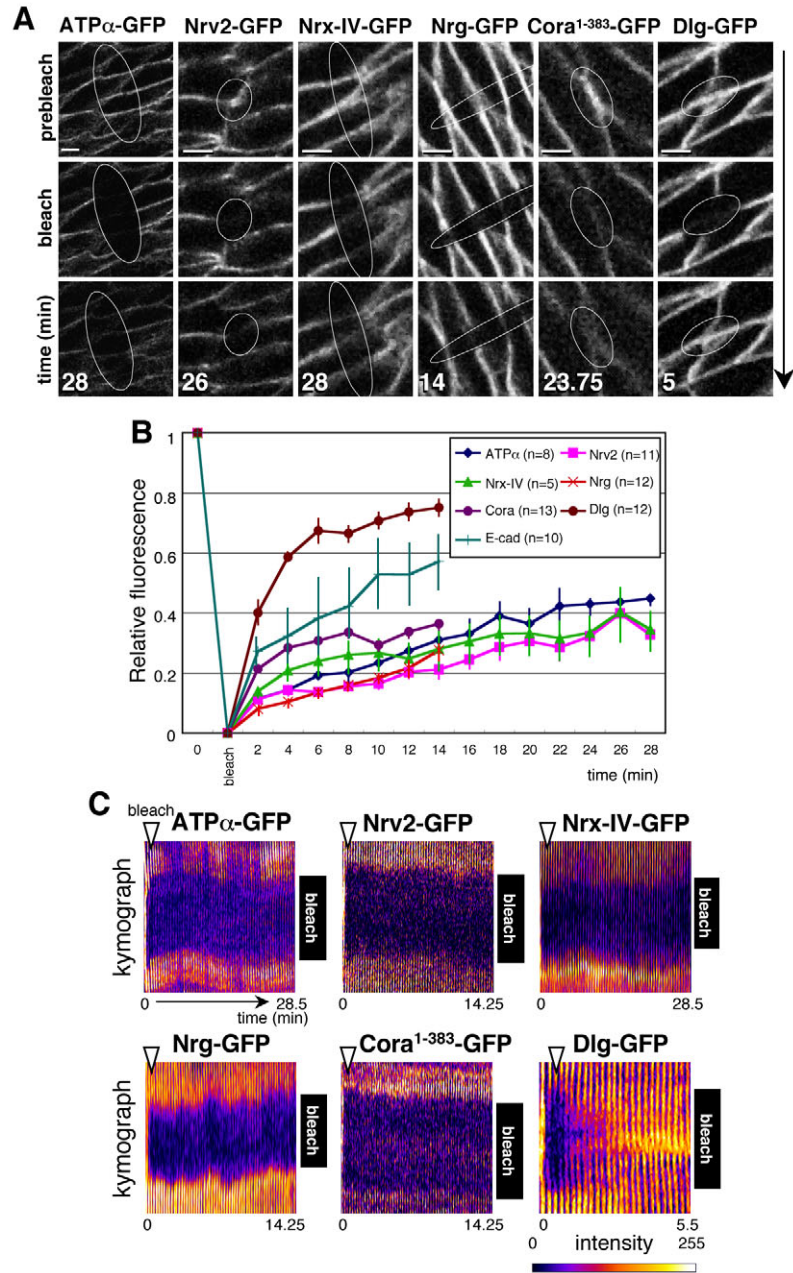 A
ATPα-GFP Nrv2-GFP Nrx-IV-GFP Nrg-GFP Cora1-383-GFP Dlg-GFP
prebleach
bleach
time (min)
28 26 28 14 23.75 5
B
Relative fluorescence
1
0.8
0.6
0.4
0.2
0
ATPα (n=8) Nrv2 (n=11)
Nrx-IV (n=5) Nrg (n=12)
Cora (n=13) Dlg (n=12)
E-cad (n=10)
0 bleach 2 4 6 8 10 12 14 16 18 20 22 24 26 28
time (min)
C
bleach
ATPα-GFP Nrv2-GFP Nrx-IV-GFP
kymograph
bleach bleach bleach
0 28.5 0 14.25 0 28.5
time (min)
Nrg-GFP Cora1-383-GFP Dlg-GFP
kymograph
bleach bleach bleach
0 14.25 0 14.25 0 5.5
0 intensity 255